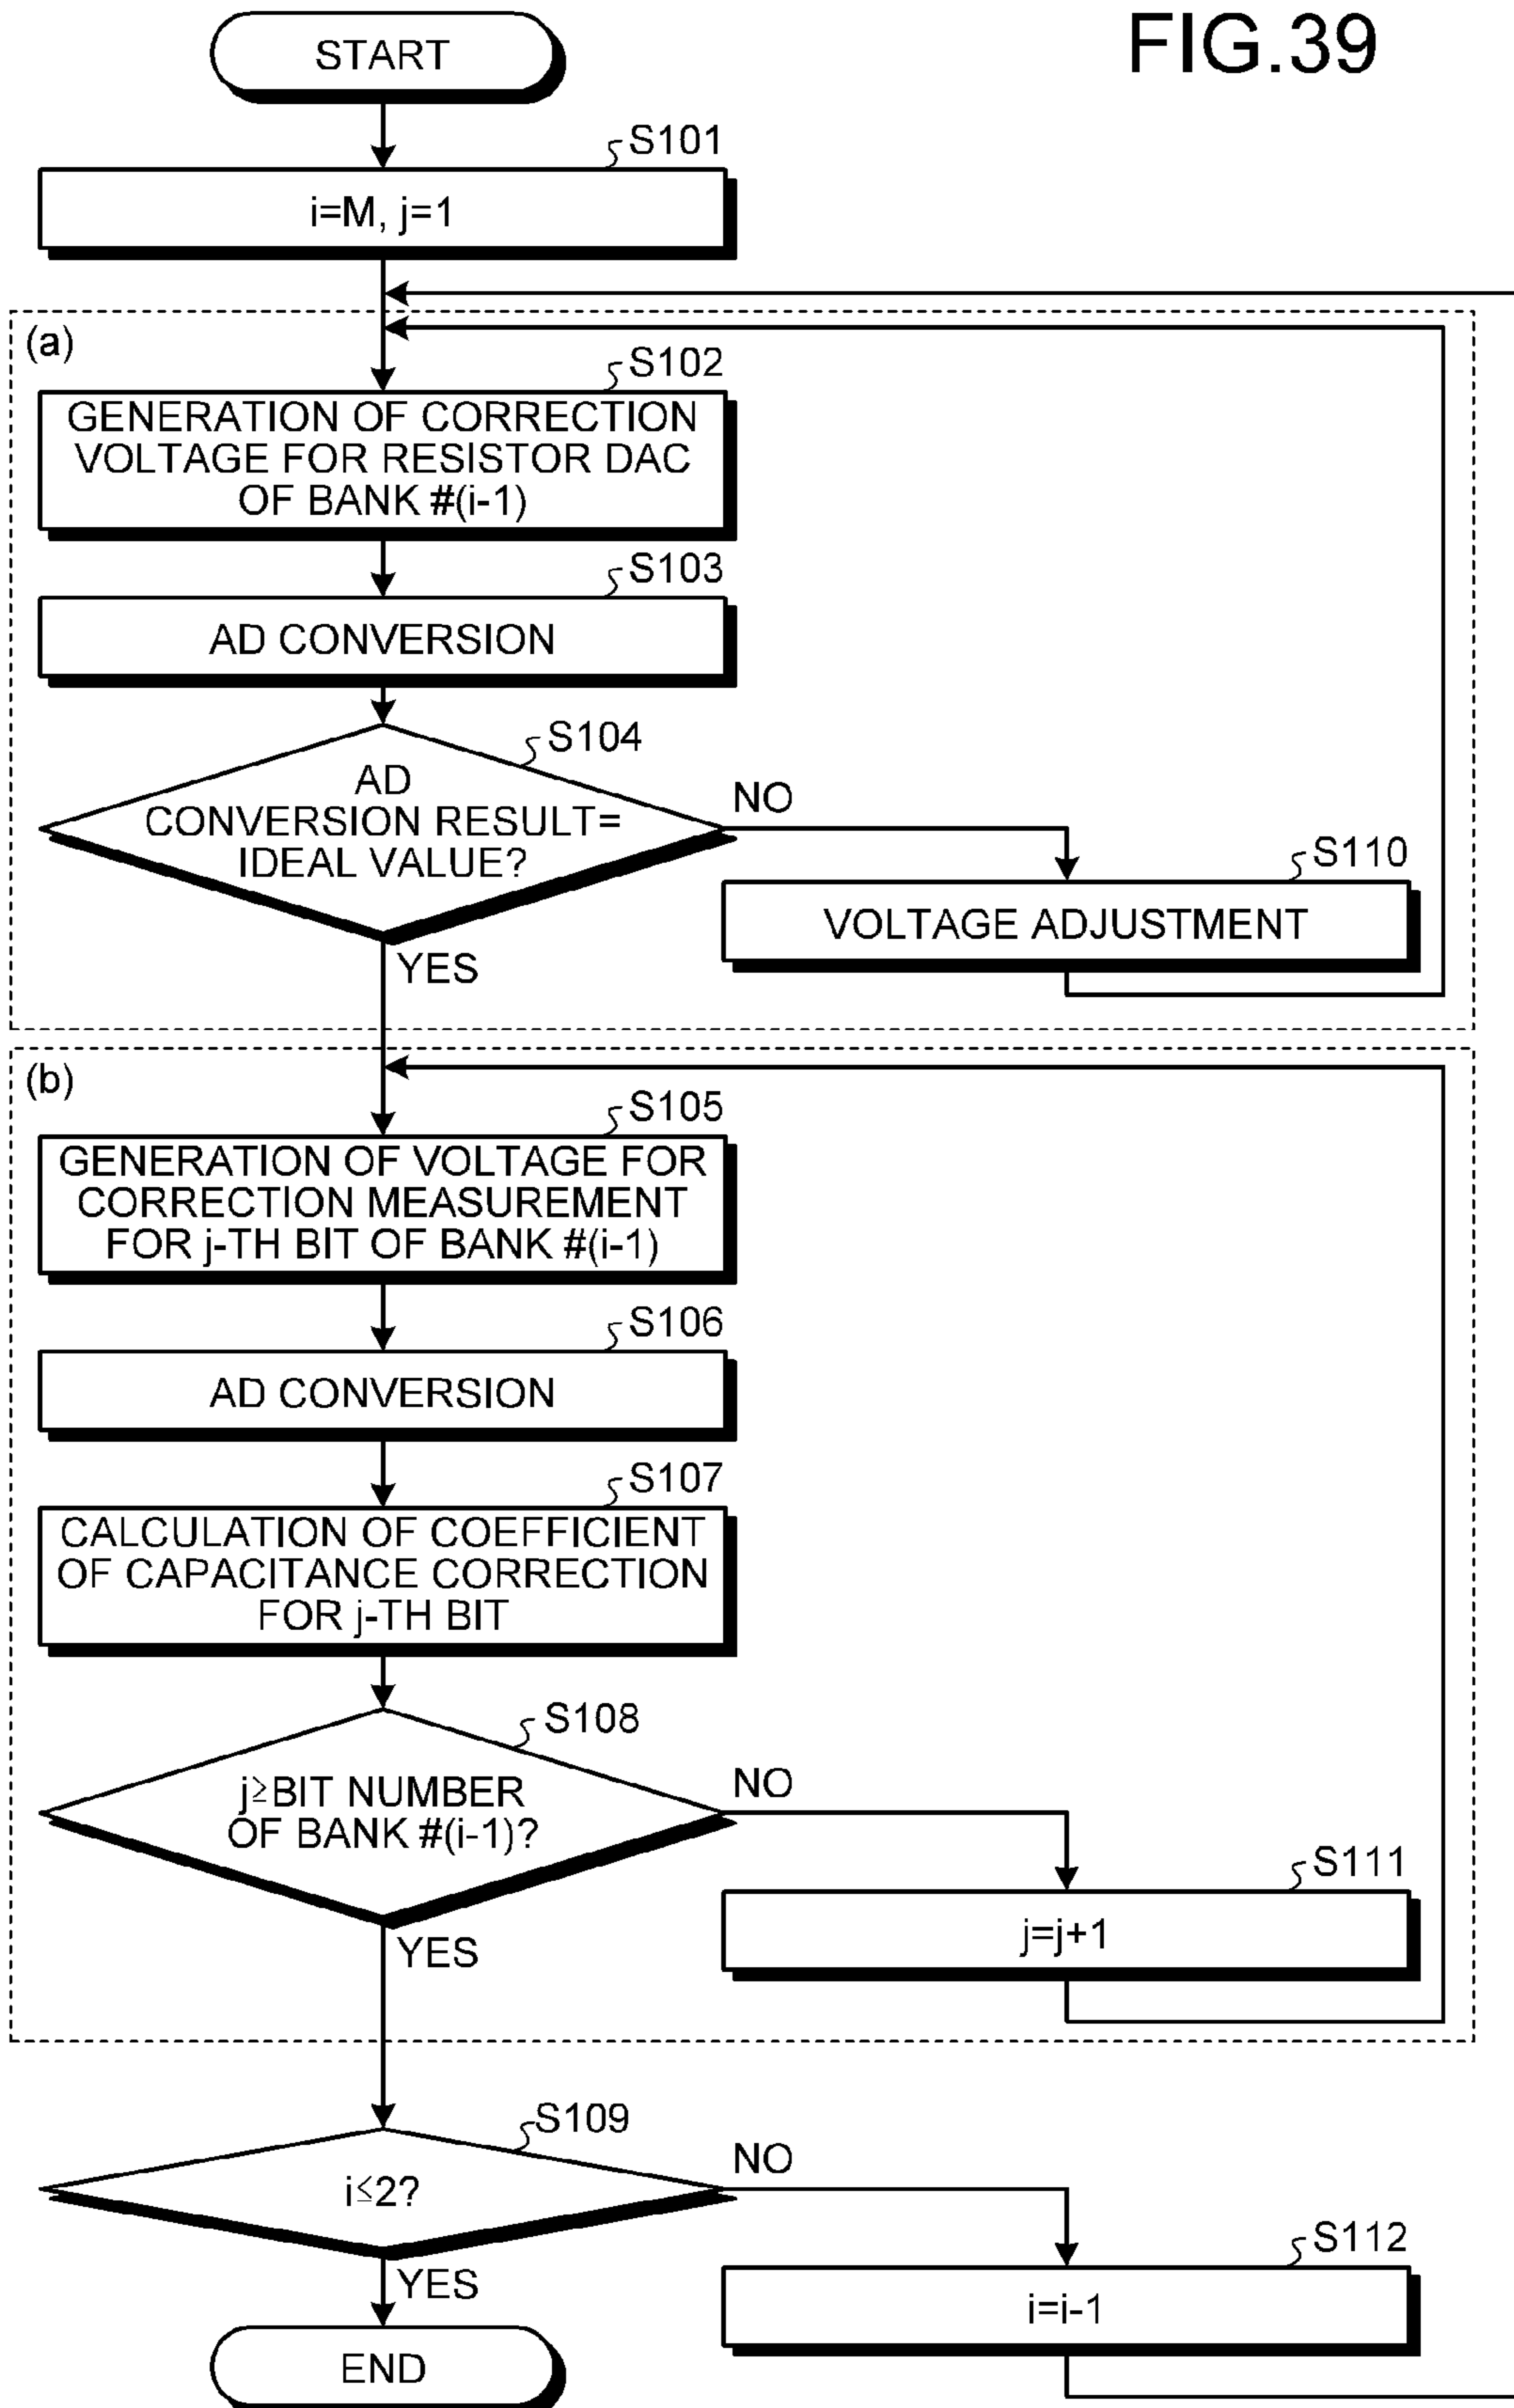 FIG.39
START
S101
i=M, j=1
(a)
S102
GENERATION OF CORRECTION
VOLTAGE FOR RESISTOR DAC
OF BANK #(i-1)
S103
AD CONVERSION
S104
AD
CONVERSION RESULT=
IDEAL VALUE?
NO
S110
VOLTAGE ADJUSTMENT
YES
(b)
S105
GENERATION OF VOLTAGE FOR
CORRECTION MEASUREMENT
FOR j-TH BIT OF BANK #(i-1)
S106
AD CONVERSION
S107
CALCULATION OF COEFFICIENT
OF CAPACITANCE CORRECTION
FOR j-TH BIT
S108
j≧BIT NUMBER
OF BANK #(i-1)?
NO
S111
j=j+1
YES
S109
i≦2?
NO
S112
i=i-1
YES
END